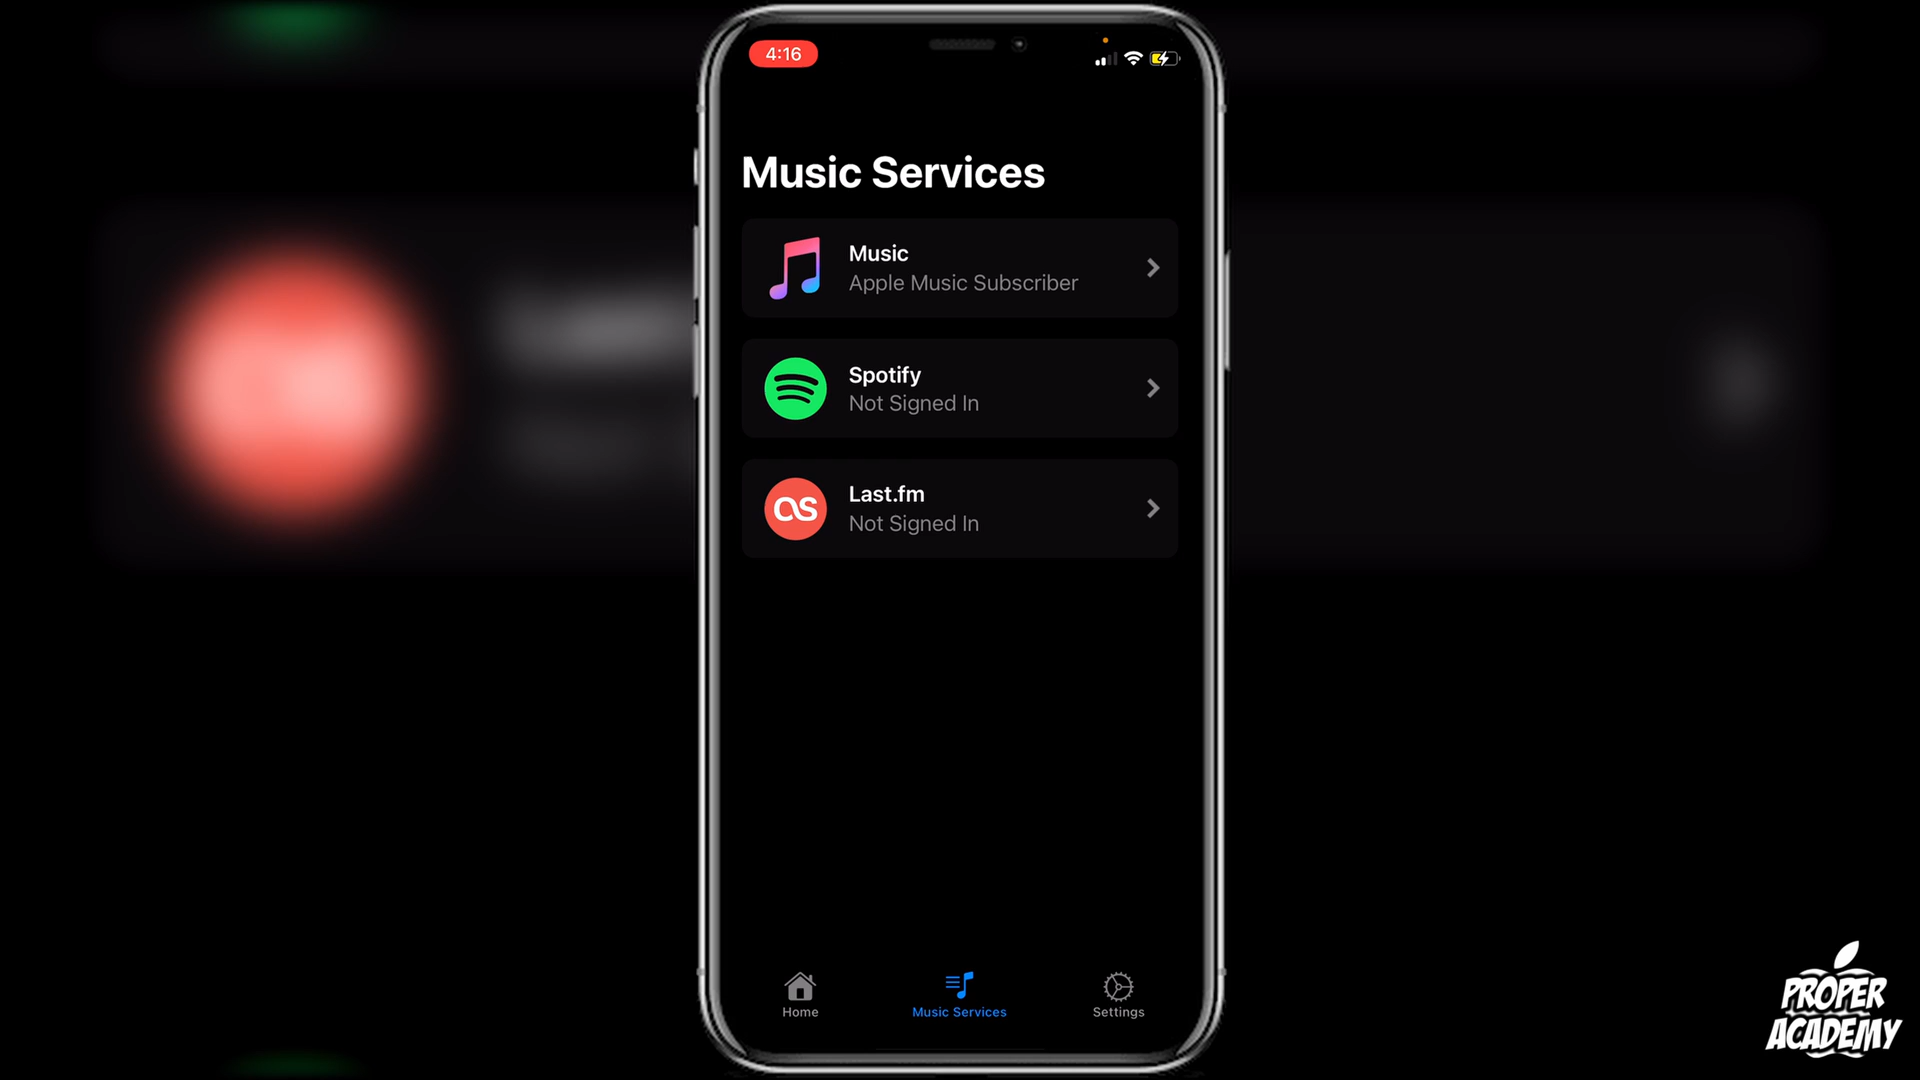 4:16
Music Services
Music
Apple Music Subscriber
Spotify
Not Signed In
Last.fm
Not Signed In
Home
Music Services
Settings
PROPER
ACADEMY